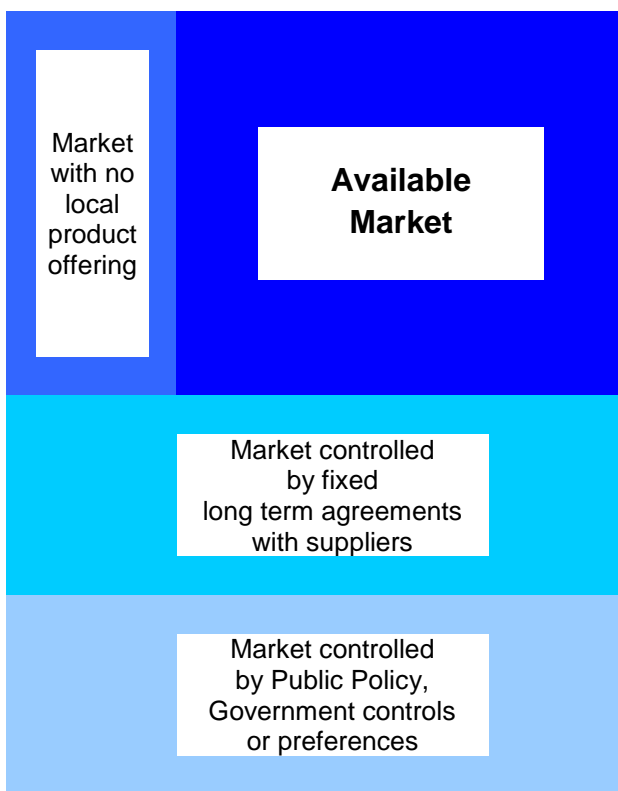 Market
with no
local
product
offering
Available
Market
Market controlled
by fixed
long term agreements
with suppliers
Market controlled
by Public Policy,
Government controls
or preferences